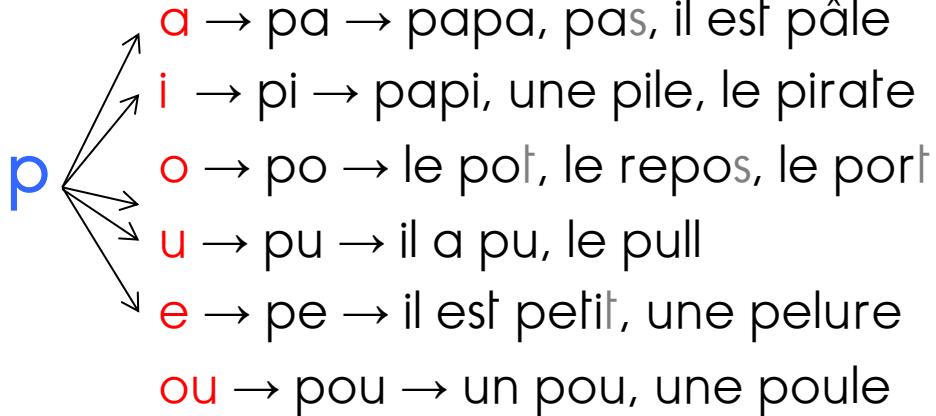 a → pa → papa, pas, il est pâle
i → pi → papi, une pile, le pirate
p
o → po → le pot, le repos, le port
u → pu → il a pu, le pull
e → pe → il est petit, une pelure
ou → pou → un pou, une poule